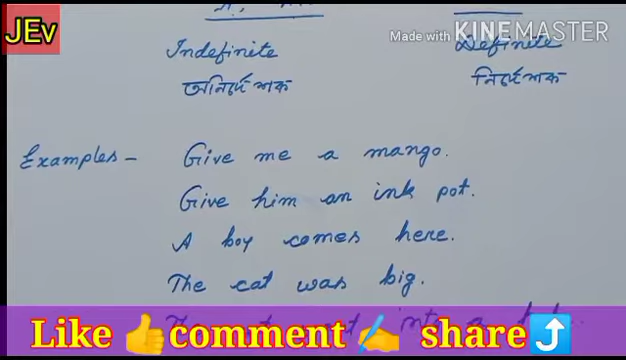 JEv
Made with KINEMASTER
Indefinite Definite
অনির্দেশক নির্দেশক
Examples - Give me a mango.
Give him an ink pot.
A boy comes here.
The cat was big.
Like 👍 comment ✍️ share ⤴️